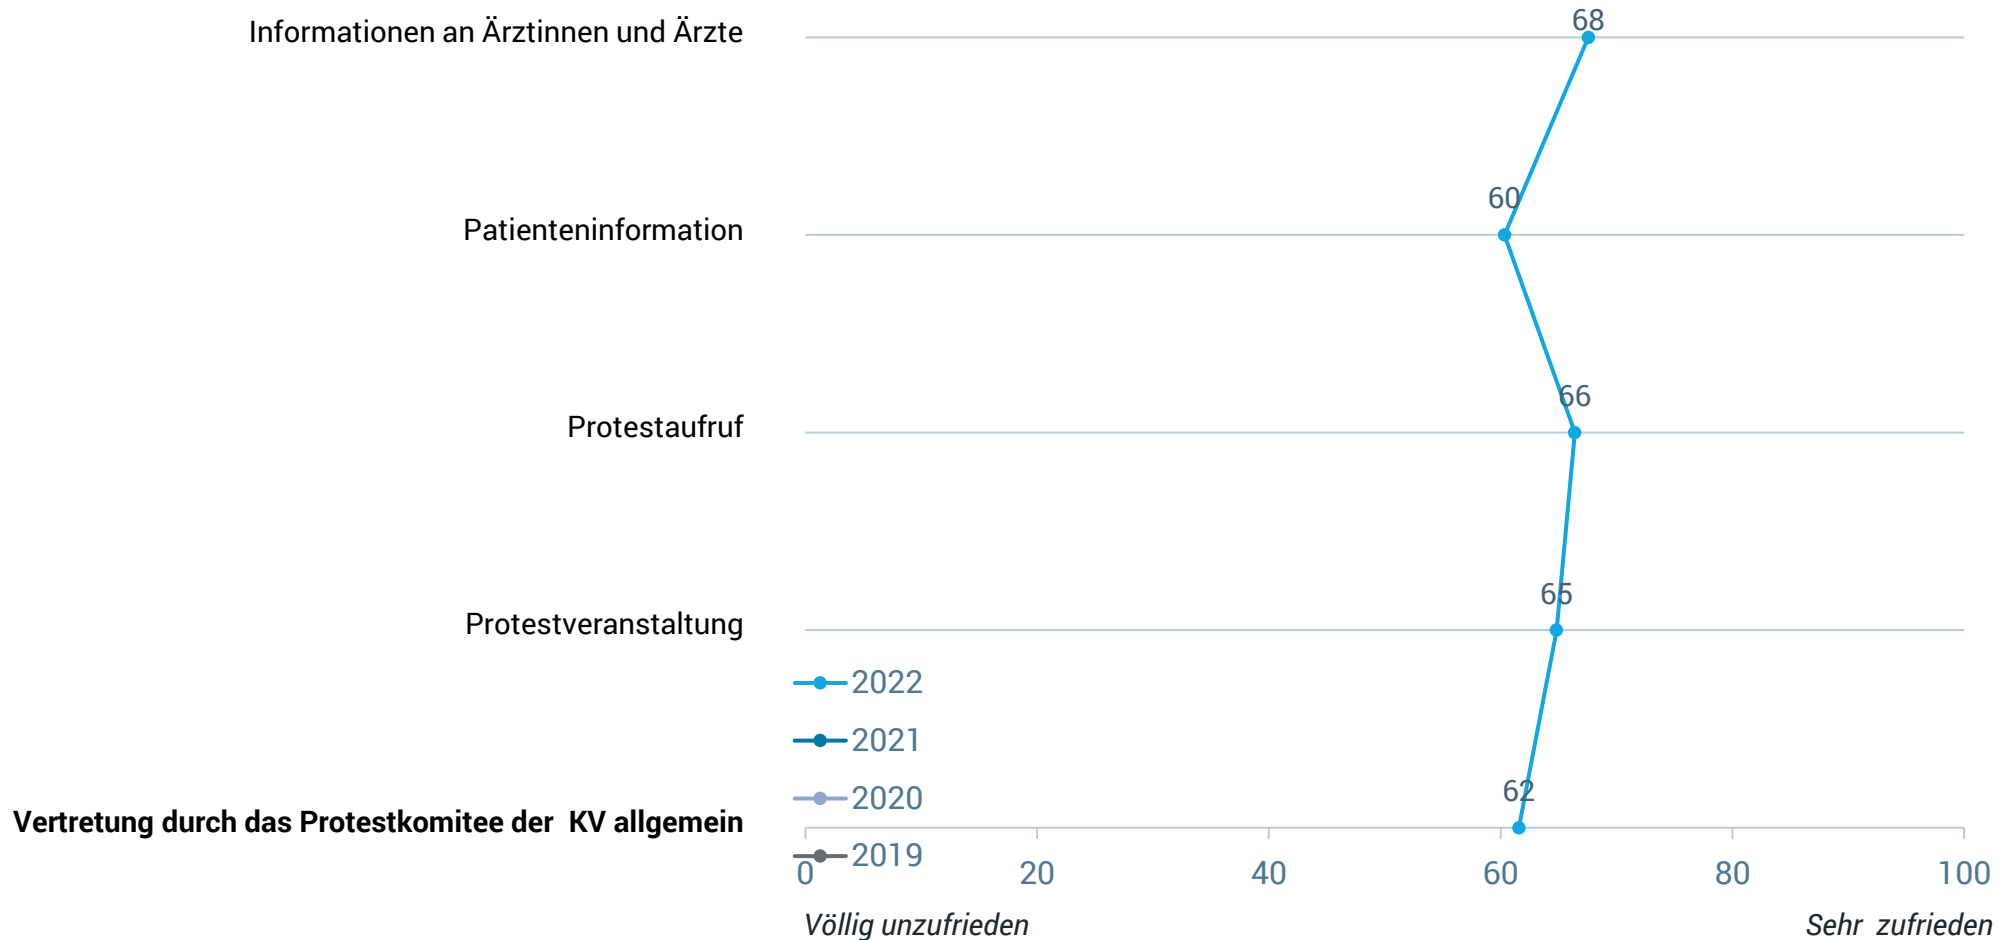 Informationen an Ärztinnen und Ärzte
68
Patienteninformation
60
Protestaufruf
66
Protestveranstaltung
65
2022
2021
2020
2019
Vertretung durch das Protestkomitee der  KV allgemein
62
0 20 40 60 80 100
Völlig unzufrieden
Sehr  zufrieden